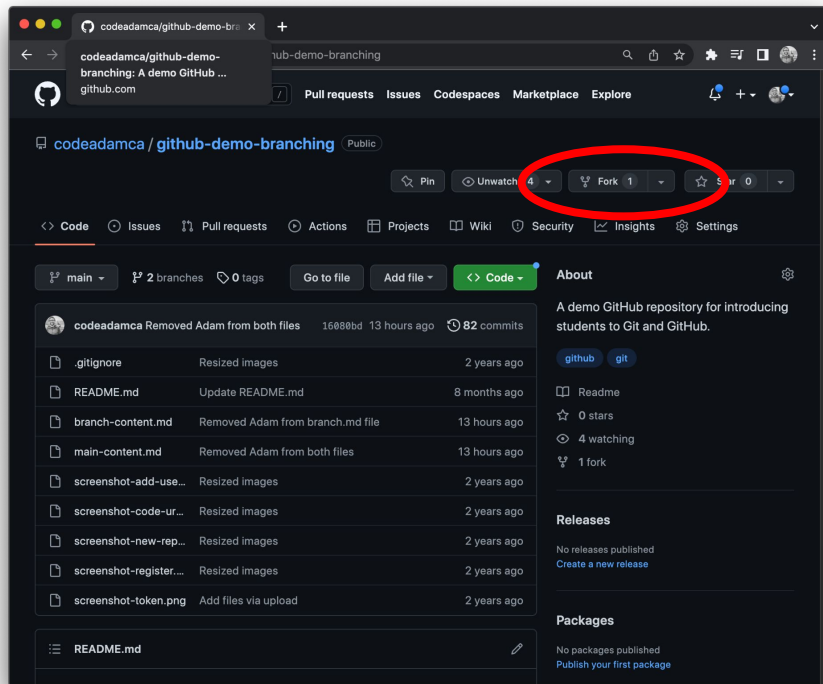 codeadamca/github-demo-bra
codeadamca/github-demo-
branching: A demo GitHub ...
github.com
hub-demo-branching
/ Pull requests Issues Codespaces Marketplace Explore
codeadamca / github-demo-branching Public
Pin Unwatch 4 Fork 1 0
<> Code Issues Pull requests Actions Projects Wiki Security Insights Settings
main 2 branches 0 tags Go to file Add file <> Code
codeadamca Removed Adam from both files 16080bd 13 hours ago 82 commits
.gitignore Resized images 2 years ago
README.md Update README.md 8 months ago
branch-content.md Removed Adam from branch.md file 13 hours ago
main-content.md Removed Adam from both files 13 hours ago
screenshot-add-use... Resized images 2 years ago
screenshot-code-ur... Resized images 2 years ago
screenshot-new-rep... Resized images 2 years ago
screenshot-register.... Resized images 2 years ago
screenshot-token.png Add files via upload 2 years ago
README.md
About
A demo GitHub repository for introducing
students to Git and GitHub.
github git
Readme
0 stars
4 watching
1 fork
Releases
No releases published
Create a new release
Packages
No packages published
Publish your first package